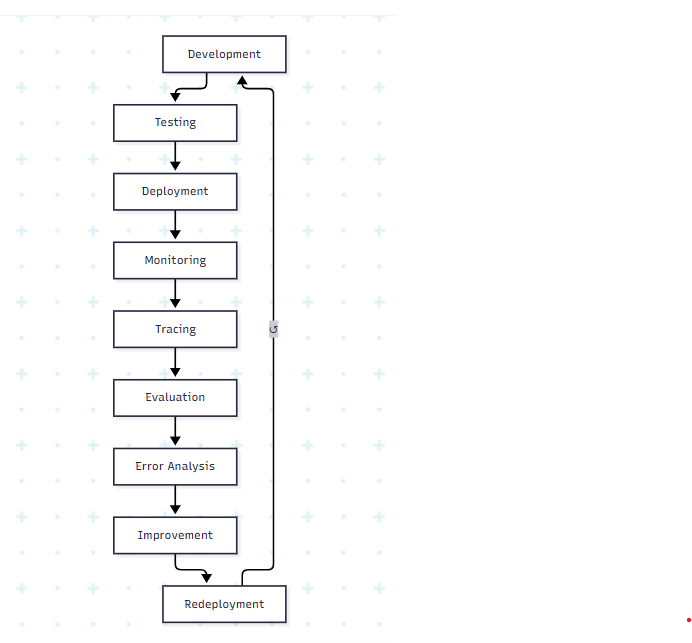 Development
Testing
Deployment
Monitoring
Tracing
↺
Evaluation
Error Analysis
Improvement
Redeployment